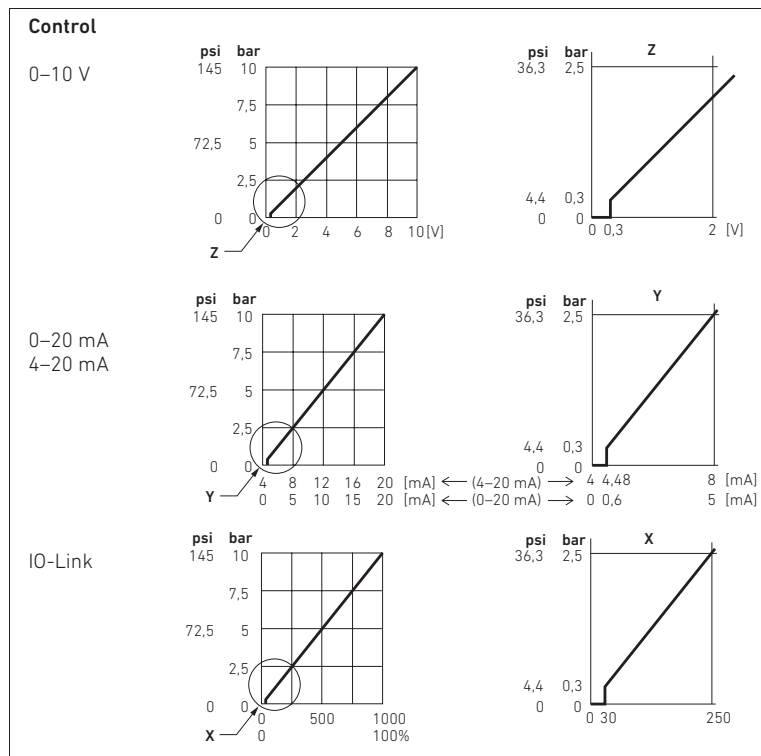 Control
0–10 V
psi bar
145 10
7,5
72,5 5
2,5
0 0
0 2 4 6 8 10 [V]
Z
Z
psi bar
36,3 2,5
4,4 0,3
0 0
0 0,3 2 [V]
0–20 mA
4–20 mA
psi bar
145 10
7,5
72,5 5
2,5
0 0
Y
Y
psi bar
36,3 2,5
4,4 0,3
0 0
4 8 12 16 20 [mA] ← (4–20 mA) → 4 4,48 8 [mA]
0 5 10 15 20 [mA] ← (0–20 mA) → 0 0,6 5 [mA]
IO-Link
psi bar
145 10
7,5
72,5 5
2,5
0 0
0 500 1000
0 100%
X
X
psi bar
36,3 2,5
4,4 0,3
0 0
0 30 250